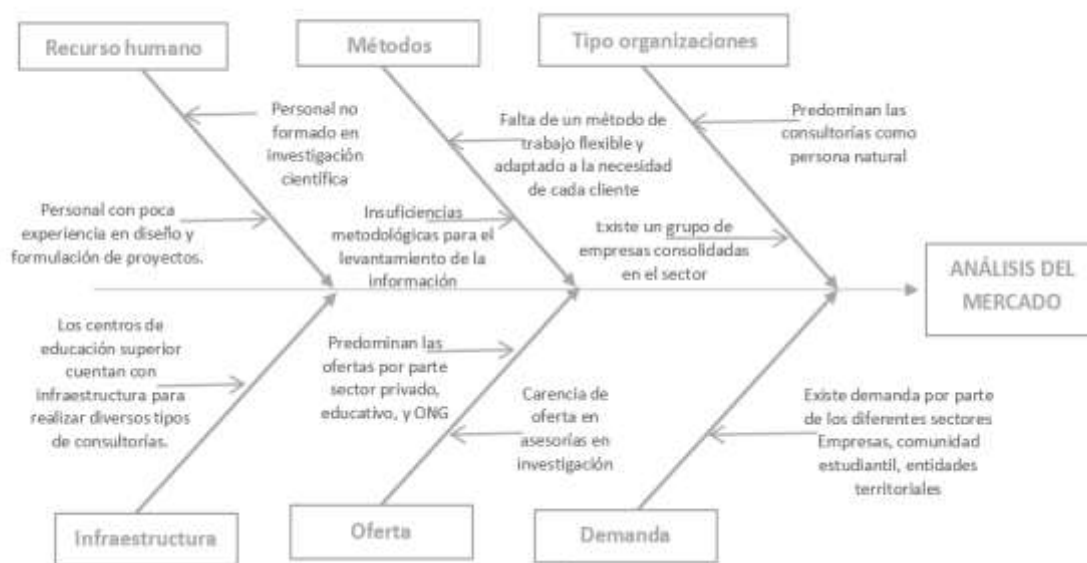 Recurso humano
Métodos
Tipo organizaciones
Personal no
formado en
investigación
científica
Falta de un método de
trabajo flexible y
adaptado a la necesidad
de cada cliente
Predominan las
consultorías como
persona natural
Personal con poca
experiencia en diseño y
formulación de proyectos.
Insuficiencias
metodológicas para el
levantamiento de la
información
Existe un grupo de
empresas consolidadas
en el sector
ANÁLISIS DEL
MERCADO
Los centros de
educación superior
cuentan con
infraestructura para
realizar diversos tipos
de consultorías.
Predominan las
ofertas por parte
sector privado,
educativo, y ONG
Carencia de
oferta en
asesorías en
investigación
Existe demanda por parte
de los diferentes sectores
Empresas, comunidad
estudiantil, entidades
territoriales
Infraestructura
Oferta
Demanda